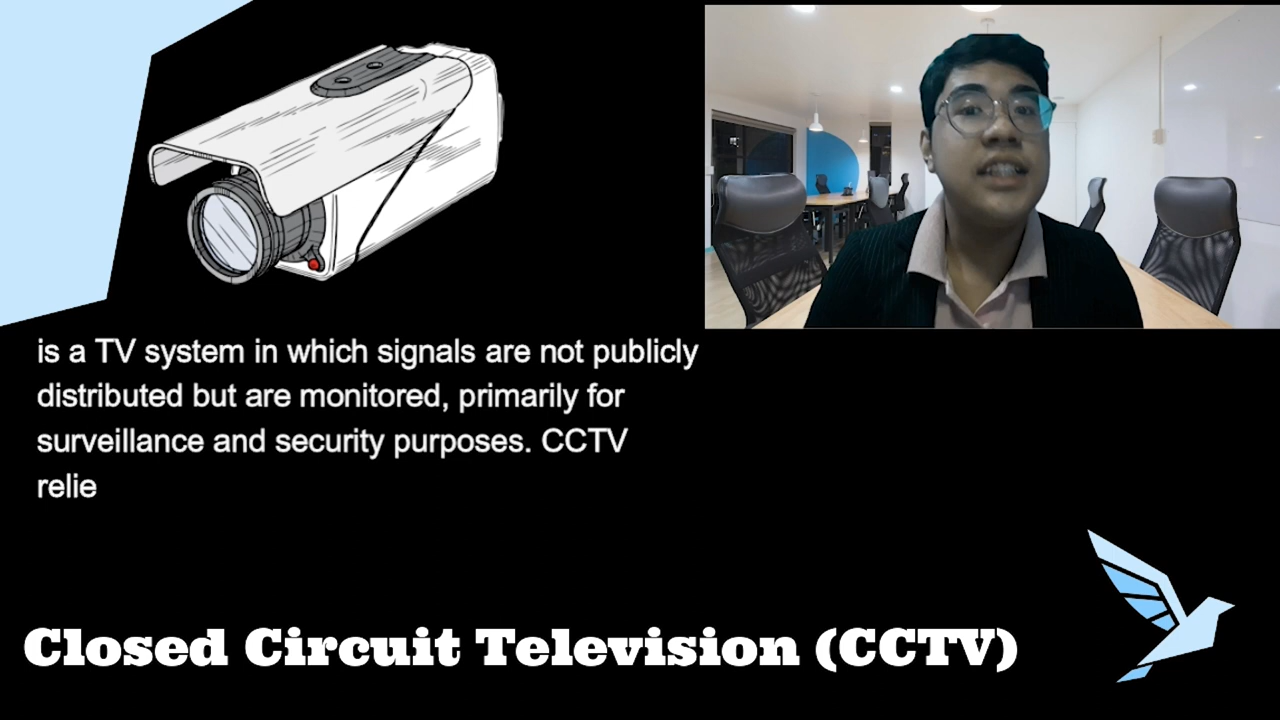 is a TV system in which signals are not publicly
distributed but are monitored, primarily for
surveillance and security purposes. CCTV
relie
Closed Circuit Television (CCTV)